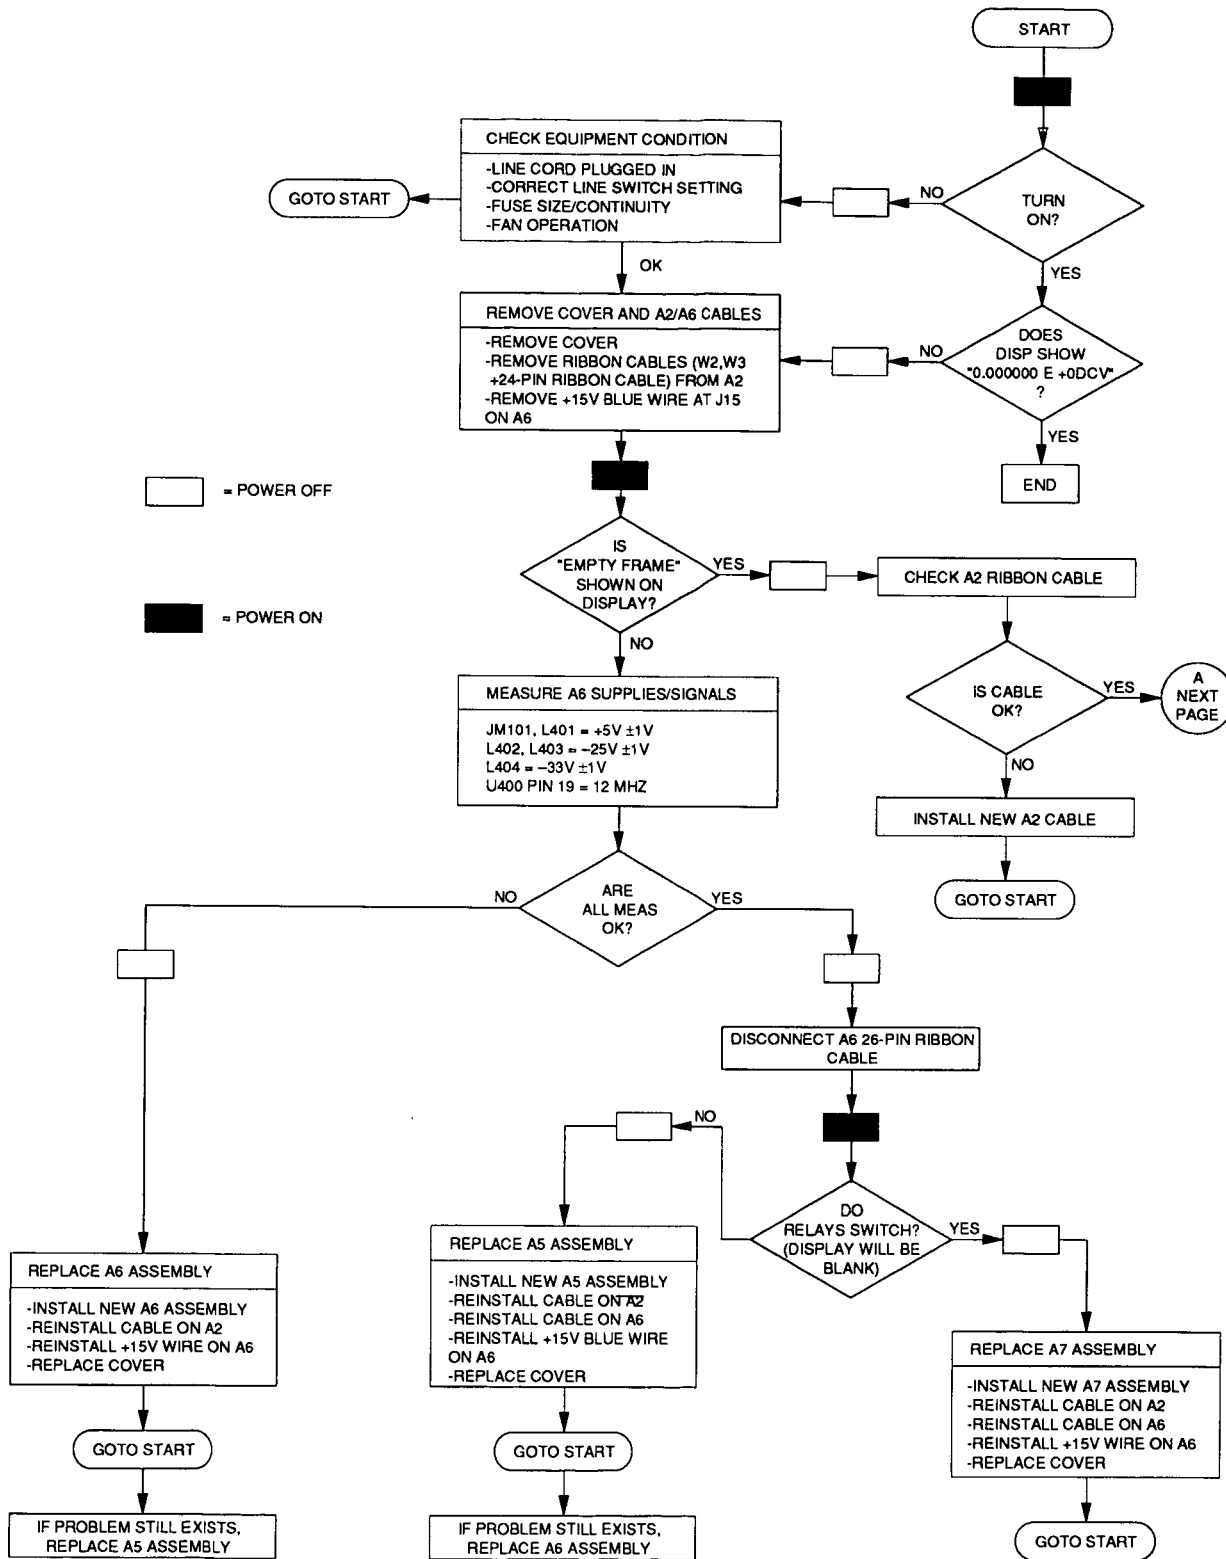 START
CHECK EQUIPMENT CONDITION
-LINE CORD PLUGGED IN
-CORRECT LINE SWITCH SETTING
-FUSE SIZE/CONTINUITY
-FAN OPERATION
GOTO START
NO
TURN
ON?
OK
YES
REMOVE COVER AND A2/A6 CABLES
-REMOVE COVER
-REMOVE RIBBON CABLES (W2,W3
+24-PIN RIBBON CABLE) FROM A2
-REMOVE +15V BLUE WIRE AT J15
ON A6
NO
DOES
DISP SHOW
"0.000000 E +0DCV"
?
YES
END
= POWER OFF
= POWER ON
IS
"EMPTY FRAME"
SHOWN ON
DISPLAY?
YES
CHECK A2 RIBBON CABLE
NO
MEASURE A6 SUPPLIES/SIGNALS
JM101, L401 = +5V ±1V
L402, L403 = -25V ±1V
L404 = -33V ±1V
U400 PIN 19 = 12 MHZ
IS CABLE
OK?
YES
A
NEXT
PAGE
NO
INSTALL NEW A2 CABLE
GOTO START
NO
ARE
ALL MEAS
OK?
YES
DISCONNECT A6 26-PIN RIBBON
CABLE
NO
DO
RELAYS SWITCH?
(DISPLAY WILL BE
BLANK)
YES
REPLACE A6 ASSEMBLY
-INSTALL NEW A6 ASSEMBLY
-REINSTALL CABLE ON A2
-REINSTALL +15V WIRE ON A6
-REPLACE COVER
GOTO START
IF PROBLEM STILL EXISTS,
REPLACE A5 ASSEMBLY
REPLACE A5 ASSEMBLY
-INSTALL NEW A5 ASSEMBLY
-REINSTALL CABLE ON A2
-REINSTALL CABLE ON A6
-REINSTALL +15V BLUE WIRE
ON A6
-REPLACE COVER
GOTO START
IF PROBLEM STILL EXISTS,
REPLACE A6 ASSEMBLY
REPLACE A7 ASSEMBLY
-INSTALL NEW A7 ASSEMBLY
-REINSTALL CABLE ON A2
-REINSTALL CABLE ON A6
-REINSTALL +15V WIRE ON A6
-REPLACE COVER
GOTO START